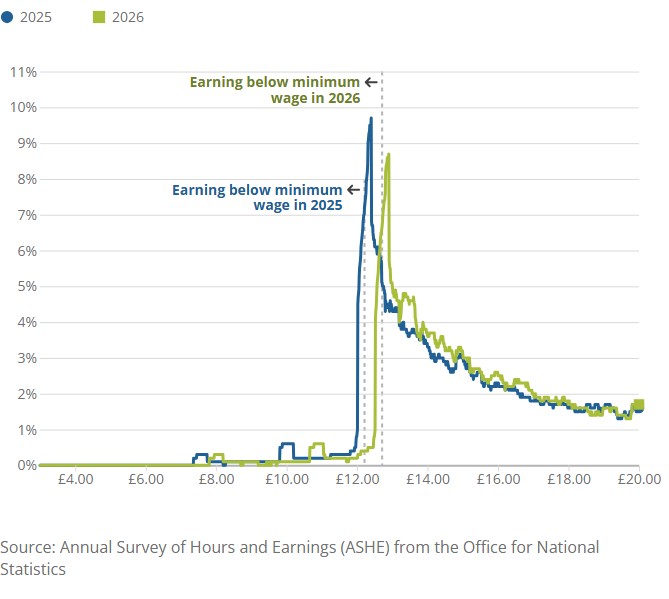 2025 2026
11%
Earning below minimum
wage in 2026
10%
9%
8%
Earning below minimum
wage in 2025
7%
6%
5%
4%
3%
2%
1%
0%
£4.00 £6.00 £8.00 £10.00 £12.00 £14.00 £16.00 £18.00 £20.00
Source: Annual Survey of Hours and Earnings (ASHE) from the Office for National
Statistics